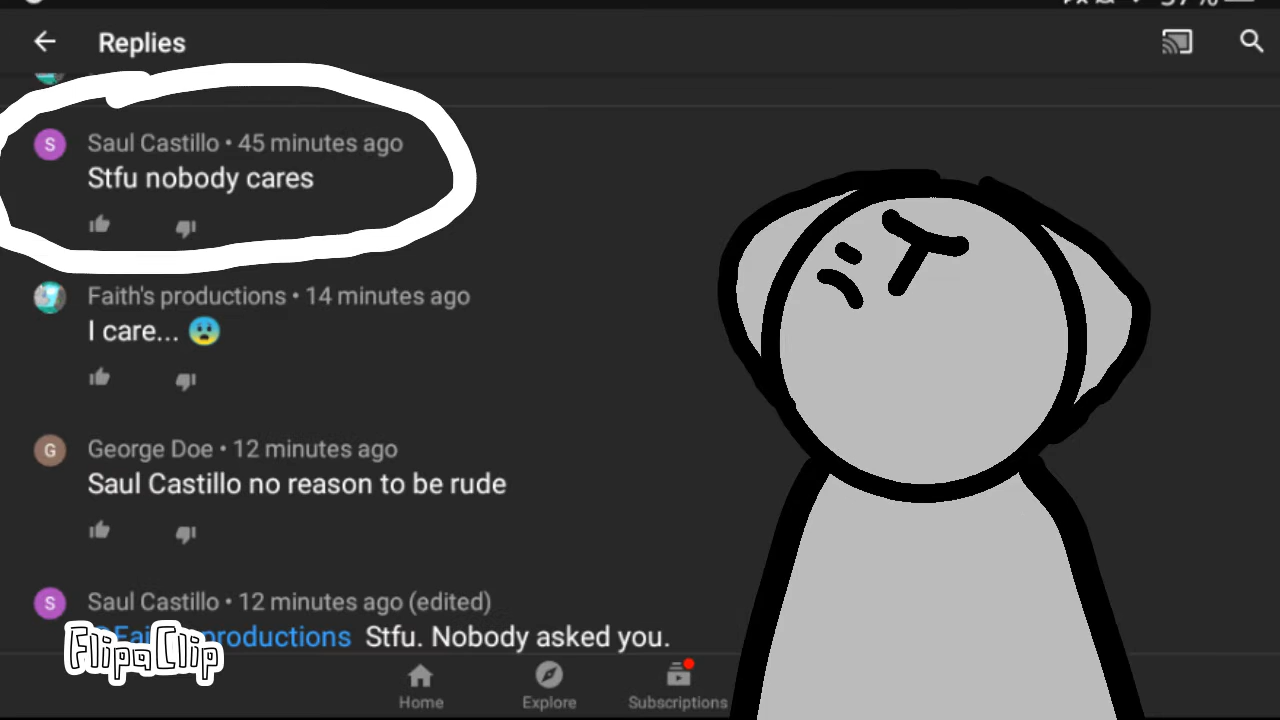 Replies
Saul Castillo • 45 minutes ago
Stfu nobody cares
Faith's productions • 14 minutes ago
I care... 😨
George Doe • 12 minutes ago
Saul Castillo no reason to be rude
Saul Castillo • 12 minutes ago (edited)
productions Stfu. Nobody asked you.
FlipaClip
Home Explore Subscriptions